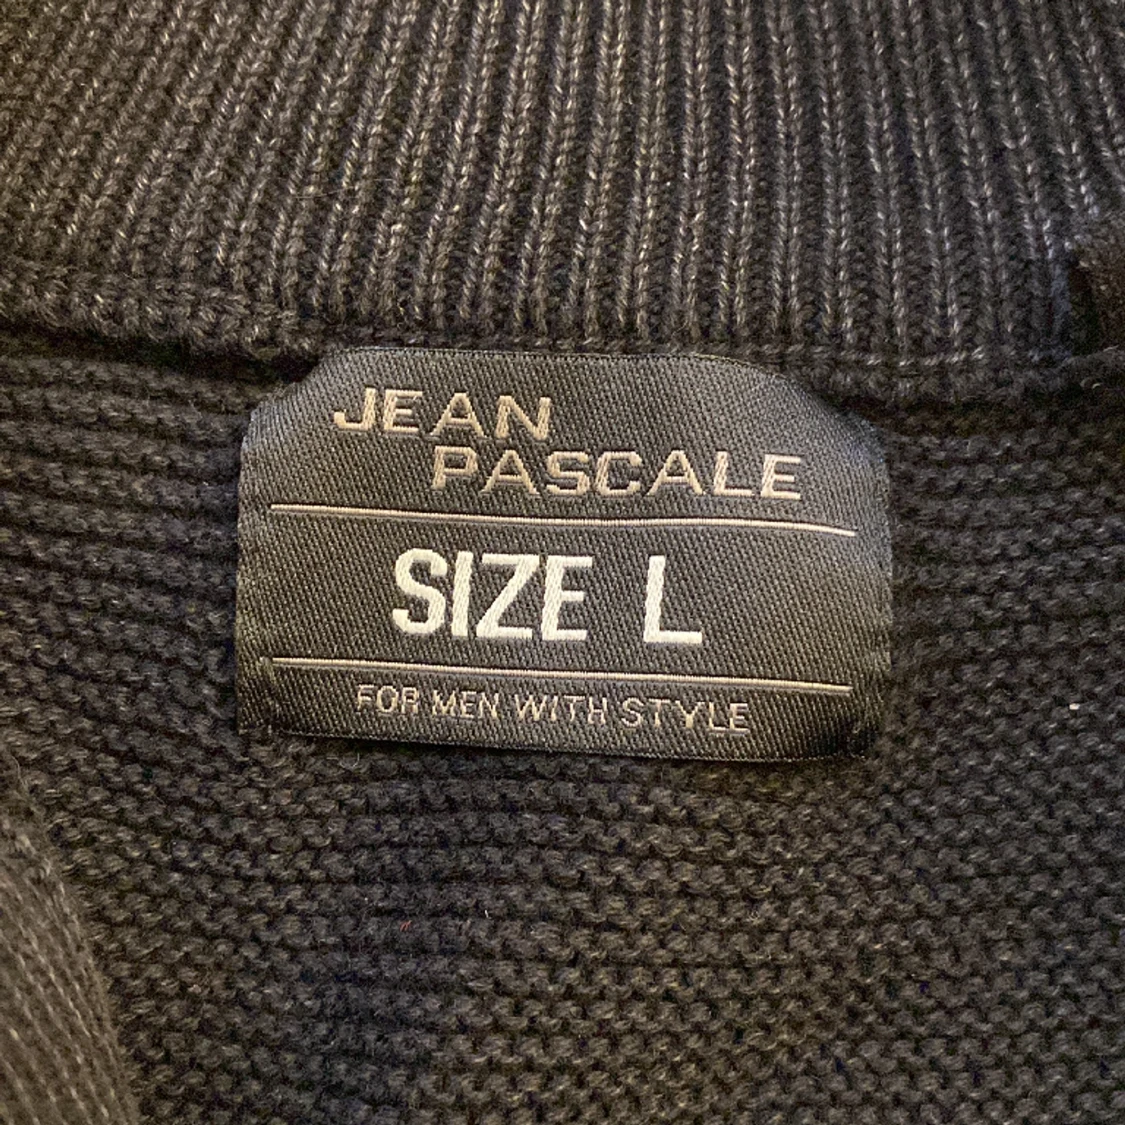 JEAN
PASCALE
SIZE L
FOR MEN WITH STYLE